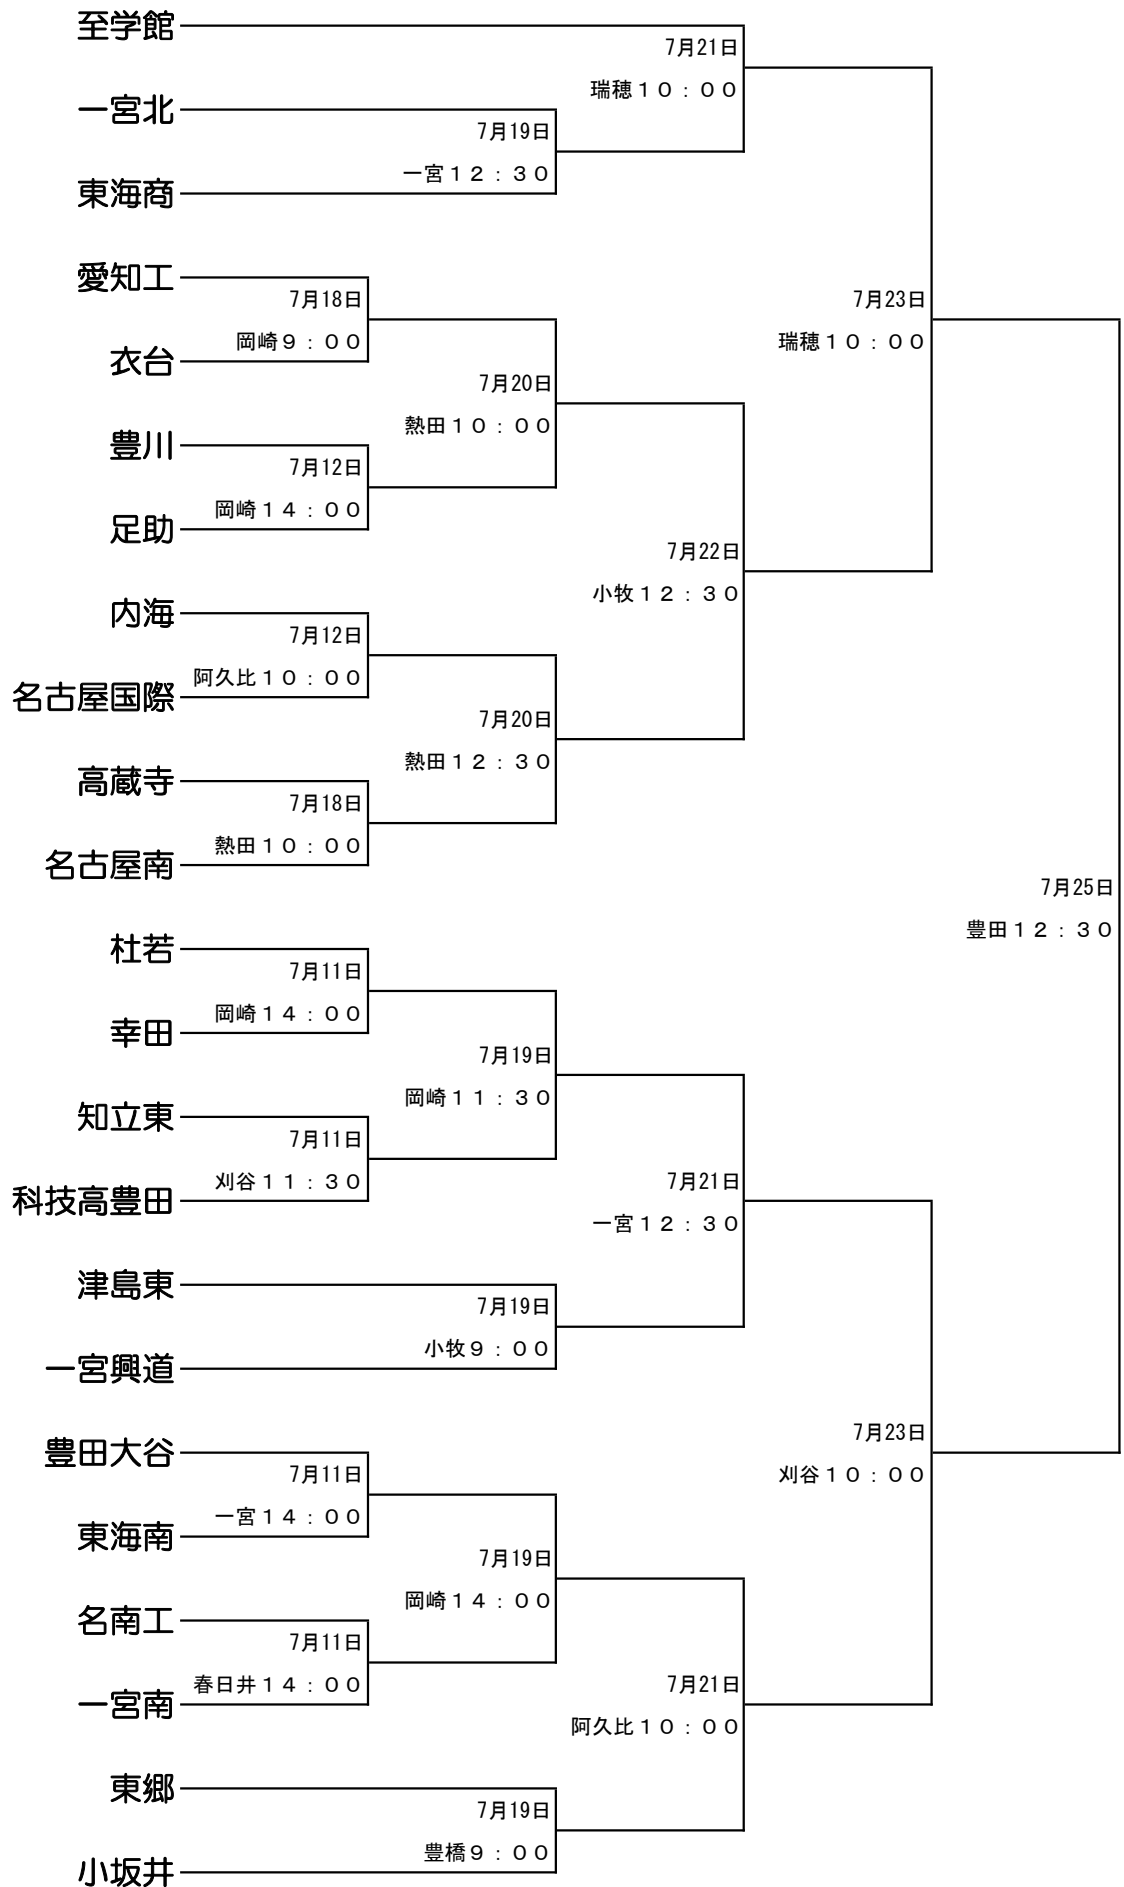 至学館
7月21日
瑞穂１０：００
一宮北
7月19日
一宮１２：３０
東海商
愛知工
7月18日
7月23日
岡崎９：００
瑞穂１０：００
衣台
7月20日
熱田１０：００
豊川
7月12日
岡崎１４：００
足助
7月22日
小牧１２：３０
内海
7月12日
阿久比１０：００
名古屋国際
7月20日
熱田１２：３０
高蔵寺
7月18日
熱田１０：００
名古屋南
7月25日
豊田１２：３０
杜若
7月11日
岡崎１４：００
幸田
7月19日
岡崎１１：３０
知立東
7月11日
刈谷１１：３０
7月21日
科技高豊田
一宮１２：３０
津島東
7月19日
小牧９：００
一宮興道
7月23日
豊田大谷
7月11日
刈谷１０：００
一宮１４：００
東海南
7月19日
岡崎１４：００
名南工
7月11日
春日井１４：００
7月21日
一宮南
阿久比１０：００
東郷
7月19日
豊橋９：００
小坂井